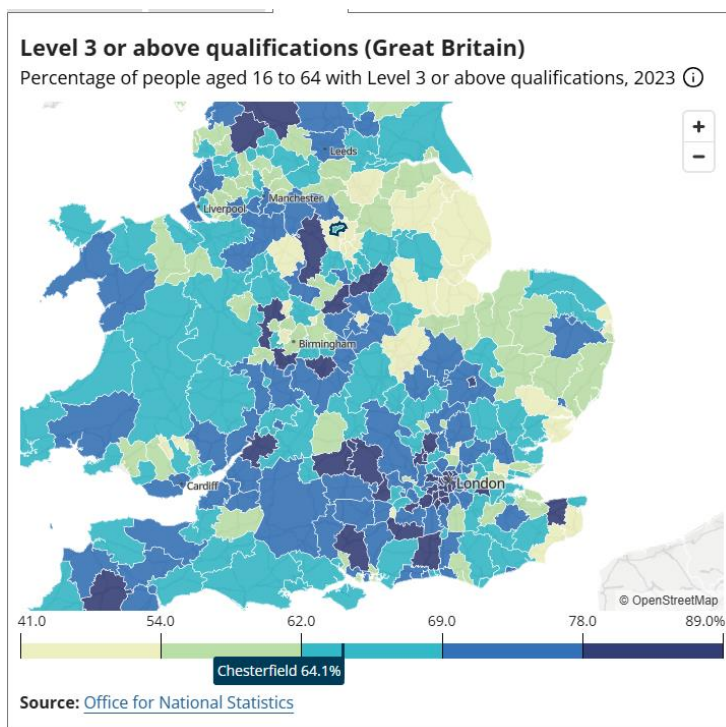 Level 3 or above qualifications (Great Britain)
Percentage of people aged 16 to 64 with Level 3 or above qualifications, 2023 ⓘ
+
−
Leeds
Manchester
Liverpool
Birmingham
Cardiff
London
© OpenStreetMap
41.0 54.0 62.0 69.0 78.0 89.0%
Chesterfield 64.1%
Source: Office for National Statistics